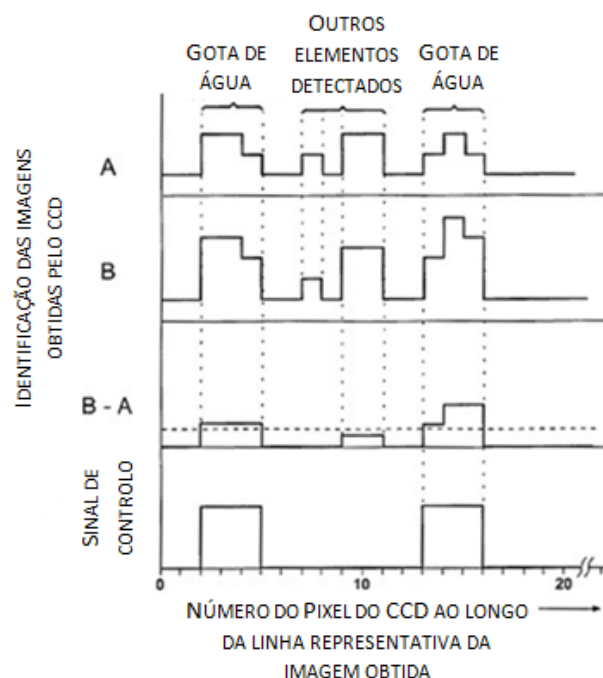 OUTROS
ELEMENTOS
DETECTADOS
GOTA DE
ÁGUA
GOTA DE
ÁGUA
IDENTIFICAÇÃO DAS IMAGENS
OBTIDAS PELO CCD
A
B
B - A
SINAL DE
CONTROLO
0 10 20
NÚMERO DO PIXEL DO CCD AO LONGO
DA LINHA REPRESENTATIVA DA
IMAGEM OBTIDA